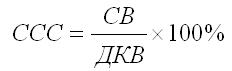 ССС = СВ / ДКВ × 100%